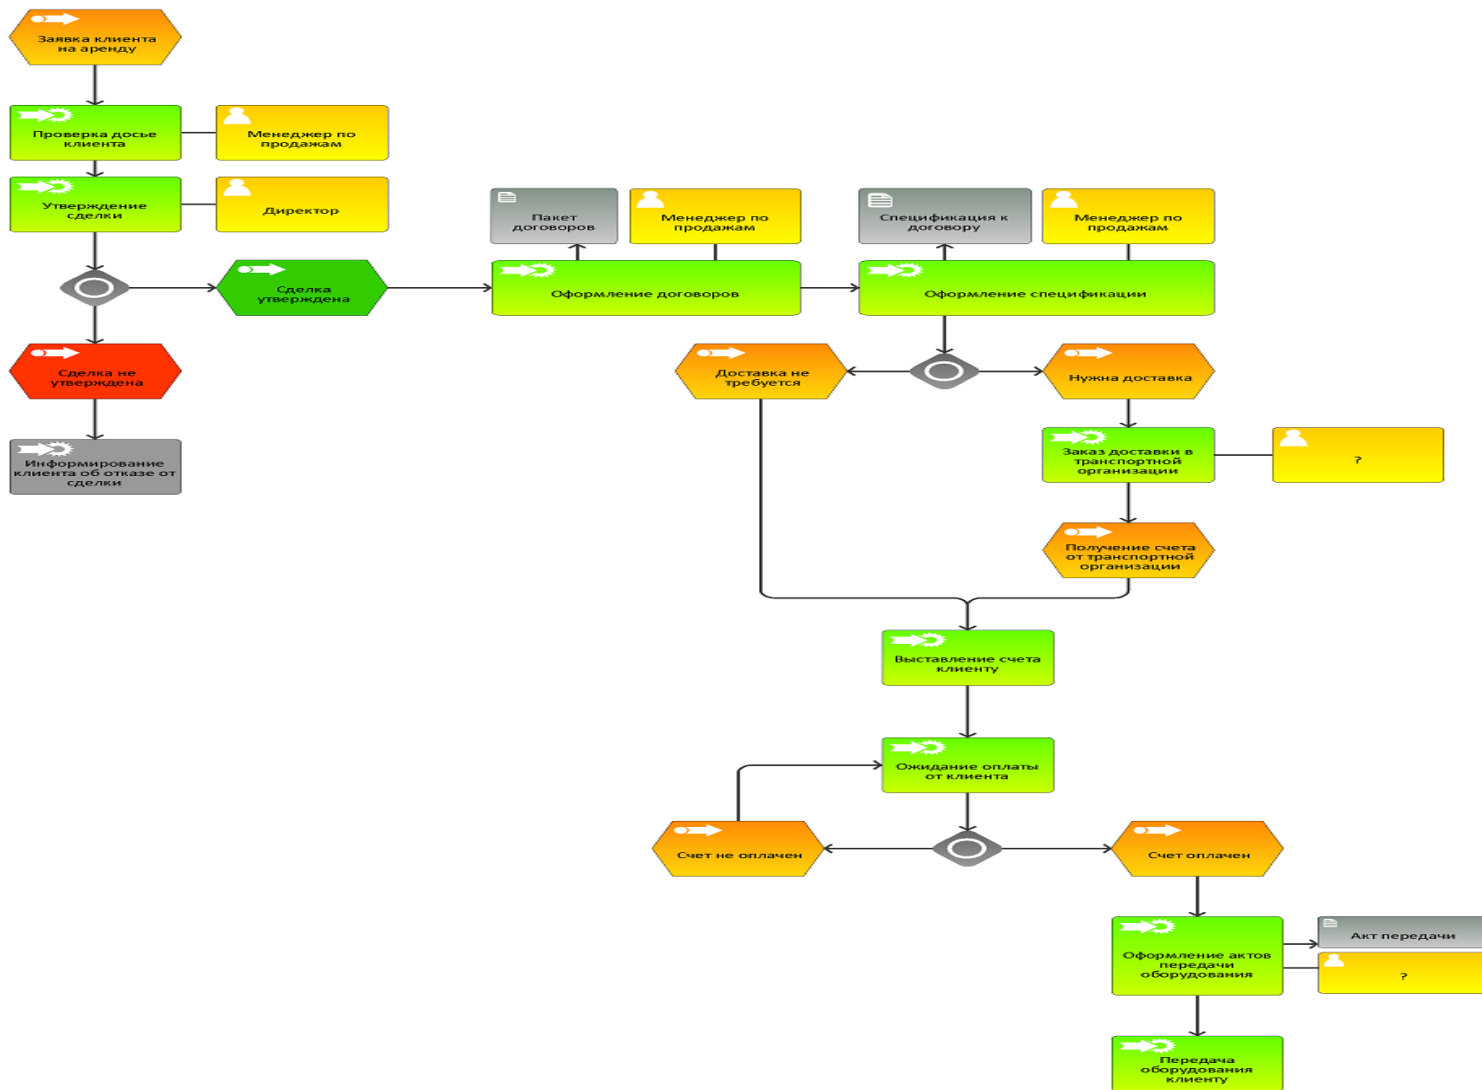 Заявка клиента
на аренду
Проверка досье
клиента
Менеджер по
продажам
Утверждение
сделки
Директор
Пакет
договоров
Менеджер по
продажам
Спецификация к
договору
Менеджер по
продажам
Сделка
утверждена
Оформление договоров
Оформление спецификации
Сделка не
утверждена
Доставка не
требуется
Нужна доставка
Информирование
клиента об отказе от
сделки
Заказ доставки в
транспортной
организации
?
Получение счета
от транспортной
организации
Выставление счета
клиенту
Ожидание оплаты
от клиента
Счет не оплачен
Счет оплачен
Оформление актов
передачи
оборудования
Акт передачи
?
Передача
оборудования
клиенту